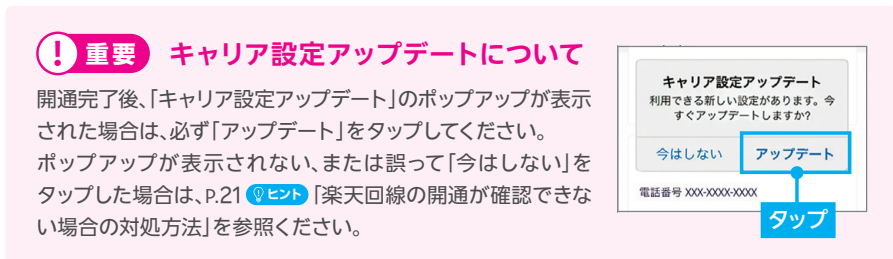 ! 重要 キャリア設定アップデートについて
開通完了後、「キャリア設定アップデート」のポップアップが表示
された場合は、必ず「アップデート」をタップしてください。
ポップアップが表示されない、または誤って「今はしない」を
タップした場合は、P.21 ヒント 「楽天回線の開通が確認できな
い場合の対処方法」を参照ください。
キャリア設定アップデート
利用できる新しい設定があります。今
すぐアップデートしますか?
今はしない アップデート
電話番号 XXX-XXXX-XXXX
タップ